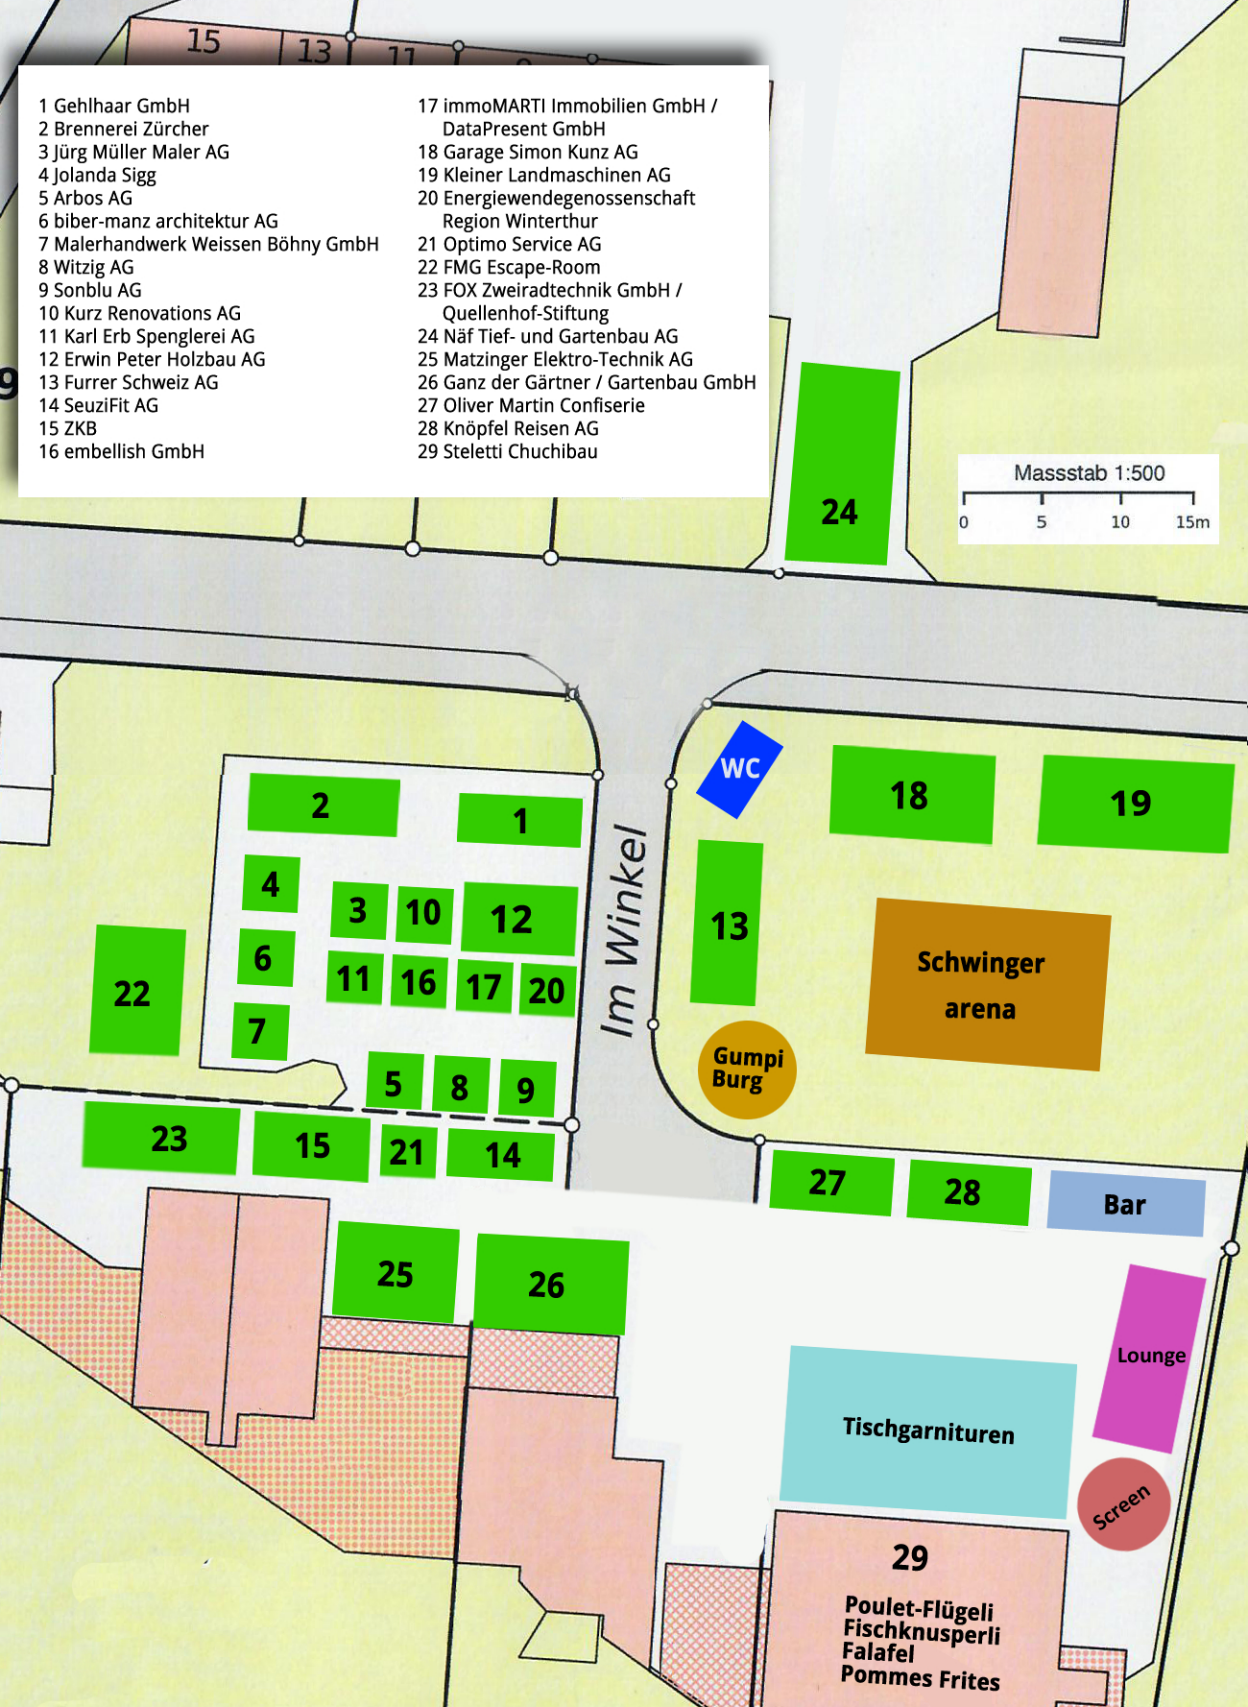 15 13 11
1 Gehlhaar GmbH
2 Brennerei Zürcher
3 Jürg Müller Maler AG
4 Jolanda Sigg
5 Arbos AG
6 biber-manz architektur AG
7 Malerhandwerk Weissen Böhny GmbH
8 Witzig AG
9 Sonblu AG
10 Kurz Renovations AG
11 Karl Erb Spenglerei AG
12 Erwin Peter Holzbau AG
13 Furrer Schweiz AG
14 SeuziFit AG
15 ZKB
16 embellish GmbH
17 immoMARTI Immobilien GmbH /
DataPresent GmbH
18 Garage Simon Kunz AG
19 Kleiner Landmaschinen AG
20 Energiewendegenossenschaft
Region Winterthur
21 Optimo Service AG
22 FMG Escape-Room
23 FOX Zweiradtechnik GmbH /
Quellenhof-Stiftung
24 Näf Tief- und Gartenbau AG
25 Matzinger Elektro-Technik AG
26 Ganz der Gärtner / Gartenbau GmbH
27 Oliver Martin Confiserie
28 Knöpfel Reisen AG
29 Steletti Chuchibau
9
Massstab 1:500
0 5 10 15m
24
WC
18
19
2
1
4
3
10
12
13
6
11
16
17
20
22
7
Im Winkel
Schwinger
arena
Gumpi
Burg
5
8
9
23
15
21
14
27
28
Bar
25
26
Lounge
Tischgarnituren
Screen
29
Poulet-Flügeli
Fischknusperli
Falafel
Pommes Frites